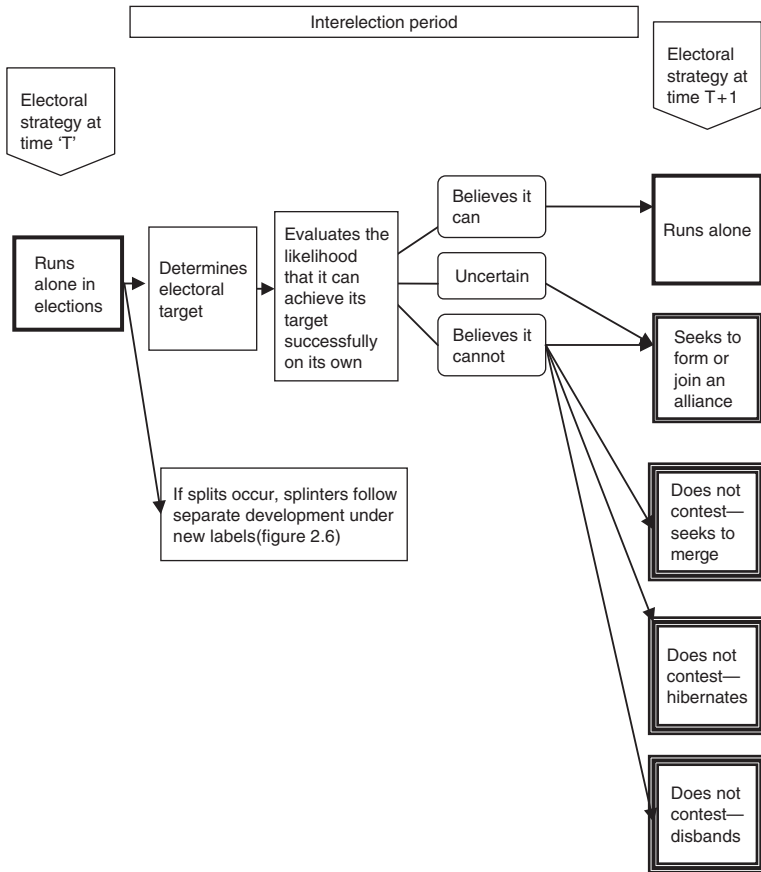 Interelection period
Electoral
strategy at
time ‘T’
Electoral
strategy at
time T+1
Runs
alone in
elections
Determines
electoral
target
Evaluates the
likelihood
that it can
achieve its
target
successfully
on its own
Believes it
can
Uncertain
Believes it
cannot
Runs alone
Seeks to
form or
join an
alliance
If splits occur, splinters follow
separate development under
new labels(figure 2.6)
Does not
contest—
seeks to
merge
Does not
contest—
hibernates
Does not
contest—
disbands